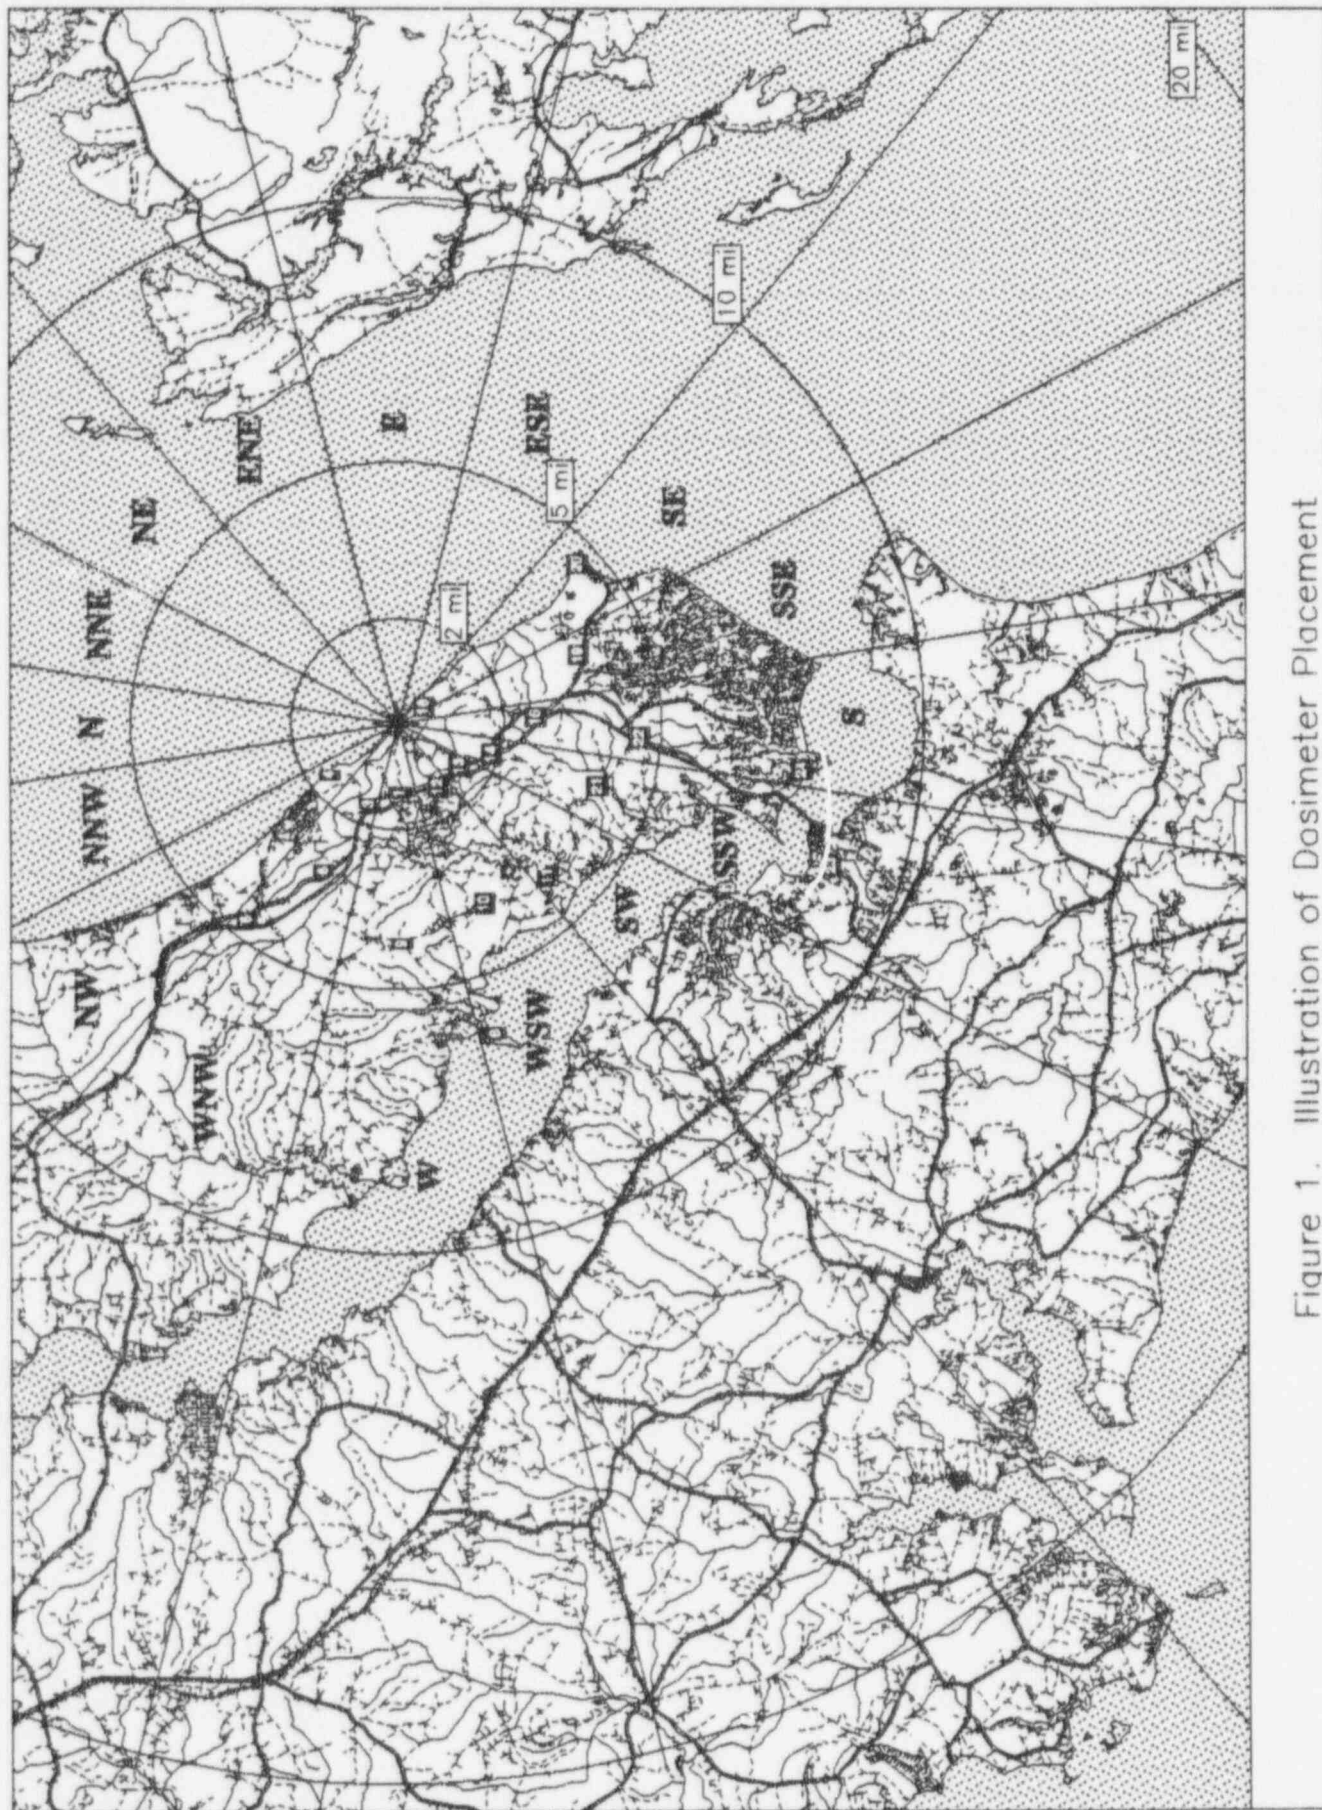 20 mi
10 mi
5 mi
2 mi
N
NNE
NE
ENE
E
ESE
SE
SSE
S
SSW
SW
WSW
W
WNW
NW
NNW
Figure 1. Illustration of Dosimeter Placement